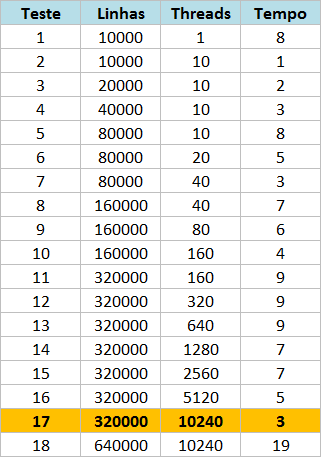 Teste Linhas Threads Tempo
1 10000 1 8
2 10000 10 1
3 20000 10 2
4 40000 10 3
5 80000 10 8
6 80000 20 5
7 80000 40 3
8 160000 40 7
9 160000 80 6
10 160000 160 4
11 320000 160 9
12 320000 320 9
13 320000 640 9
14 320000 1280 7
15 320000 2560 7
16 320000 5120 5
17 320000 10240 3
18 640000 10240 19